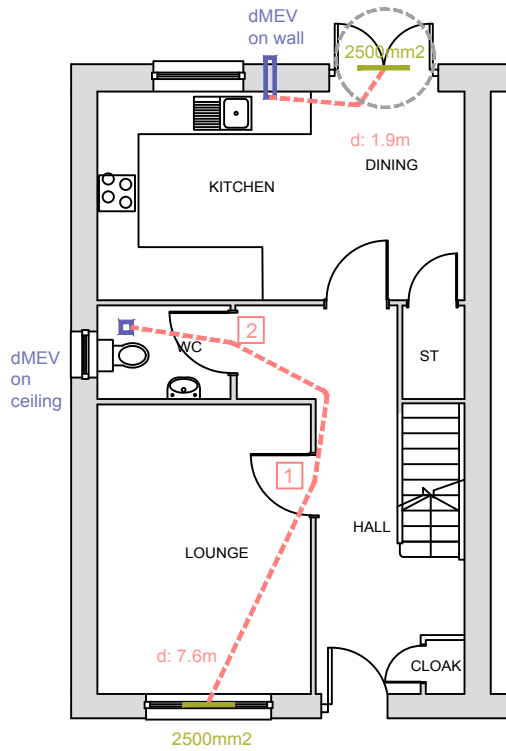 dMEV
on wall
2500mm2
d: 1.9m
DINING
KITCHEN
2
WC
ST
dMEV
on
ceiling
1
HALL
LOUNGE
d: 7.6m
CLOAK
2500mm2